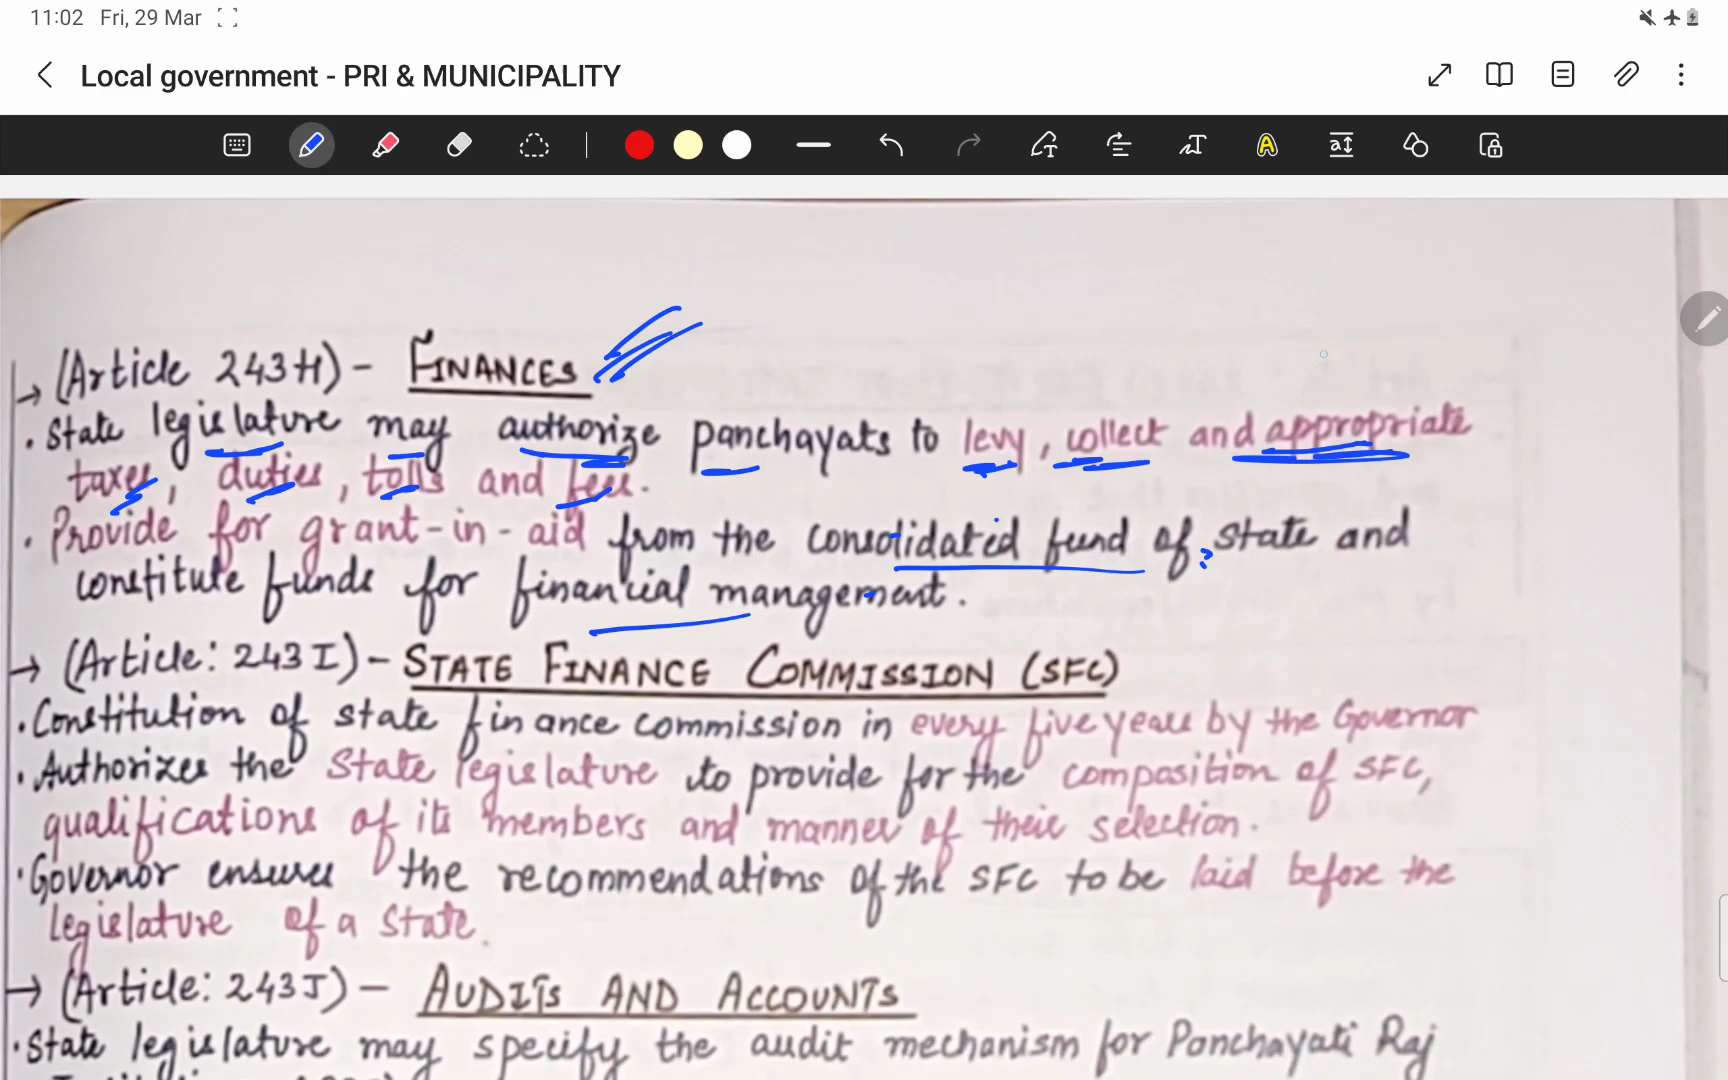 11:02 Fri, 29 Mar
Local government - PRI & MUNICIPALITY
→ (Article 243H) - FINANCES
· State legislature may authorize panchayats to levy, collect and appropriate
taxes, duties, tolls and fees.
· Provide for grant-in-aid from the consolidated fund of state and
constitute funds for financial management.
→ (Article: 243I) - STATE FINANCE COMMISSION (SFC)
· Constitution of state finance commission in every five years by the Governor
· Authorizes the State legislature to provide for the composition of SFC,
qualifications of its members and manner of their selection.
· Governor ensures the recommendations of the SFC to be laid before the
legislature of a State.
→ (Article: 243J) - AUDITS AND ACCOUNTS
· State legislature may specify the audit mechanism for Panchayati Raj